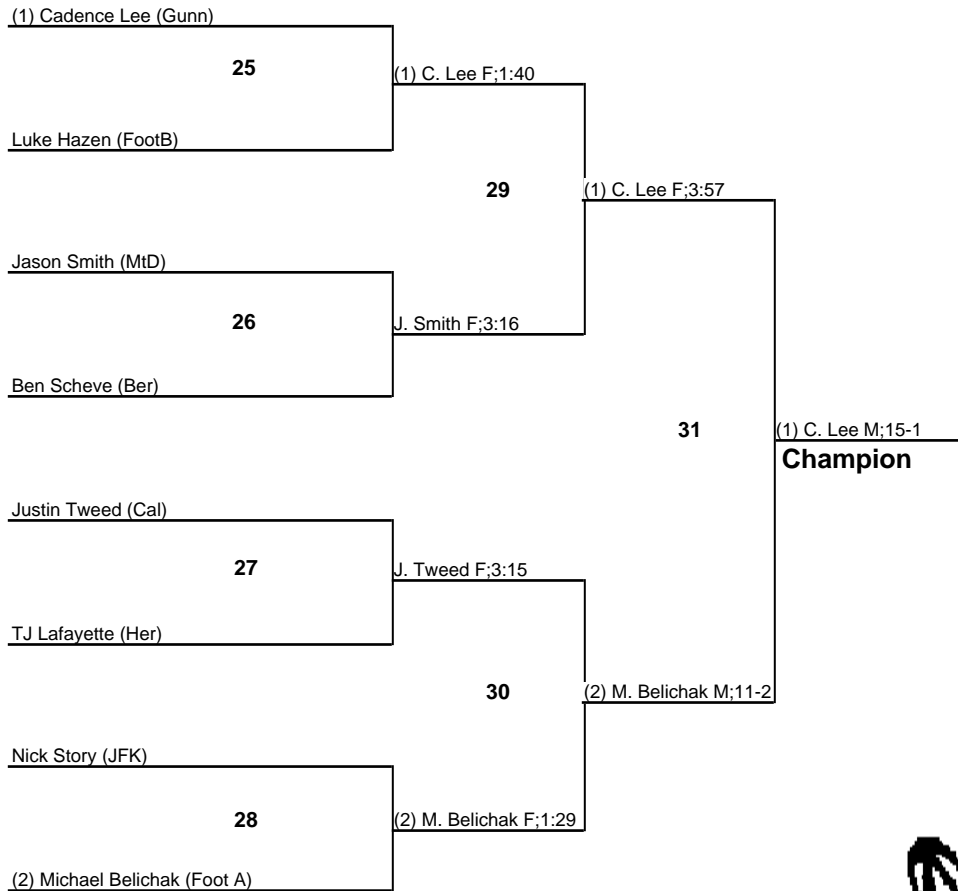 (1) Cadence Lee (Gunn)
25
(1) C. Lee F;1:40
Luke Hazen (FootB)
29
(1) C. Lee F;3:57
Jason Smith (MtD)
26
J. Smith F;3:16
Ben Scheve (Ber)
31
(1) C. Lee M;15-1
Champion
Justin Tweed (Cal)
27
J. Tweed F;3:15
TJ Lafayette (Her)
30
(2) M. Belichak M;11-2
Nick Story (JFK)
28
(2) M. Belichak F;1:29
(2) Michael Belichak (Foot A)